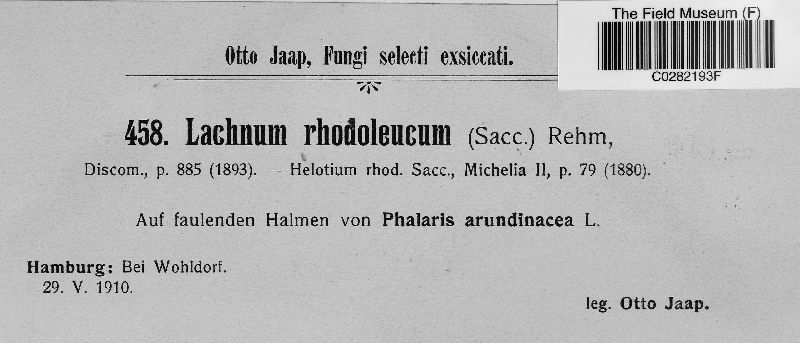 The Field Museum (F)
C0282193F
Otto Jaap, Fungi selecti exsiccati.
458. Lachnum rhodoleucum (Sacc.) Rehm,
Discom., p. 885 (1893). - Helotium rhod. Sacc., Michelia II, p. 79 (1880).
Auf faulenden Halmen von Phalaris arundinacea L.
Hamburg: Bei Wohldorf.
29. V. 1910.
leg. Otto Jaap.